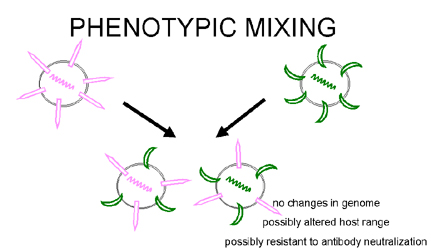 PHENOTYPIC MIXING
no changes in genome
possibly altered host range
possibly resistant to antibody neutralization